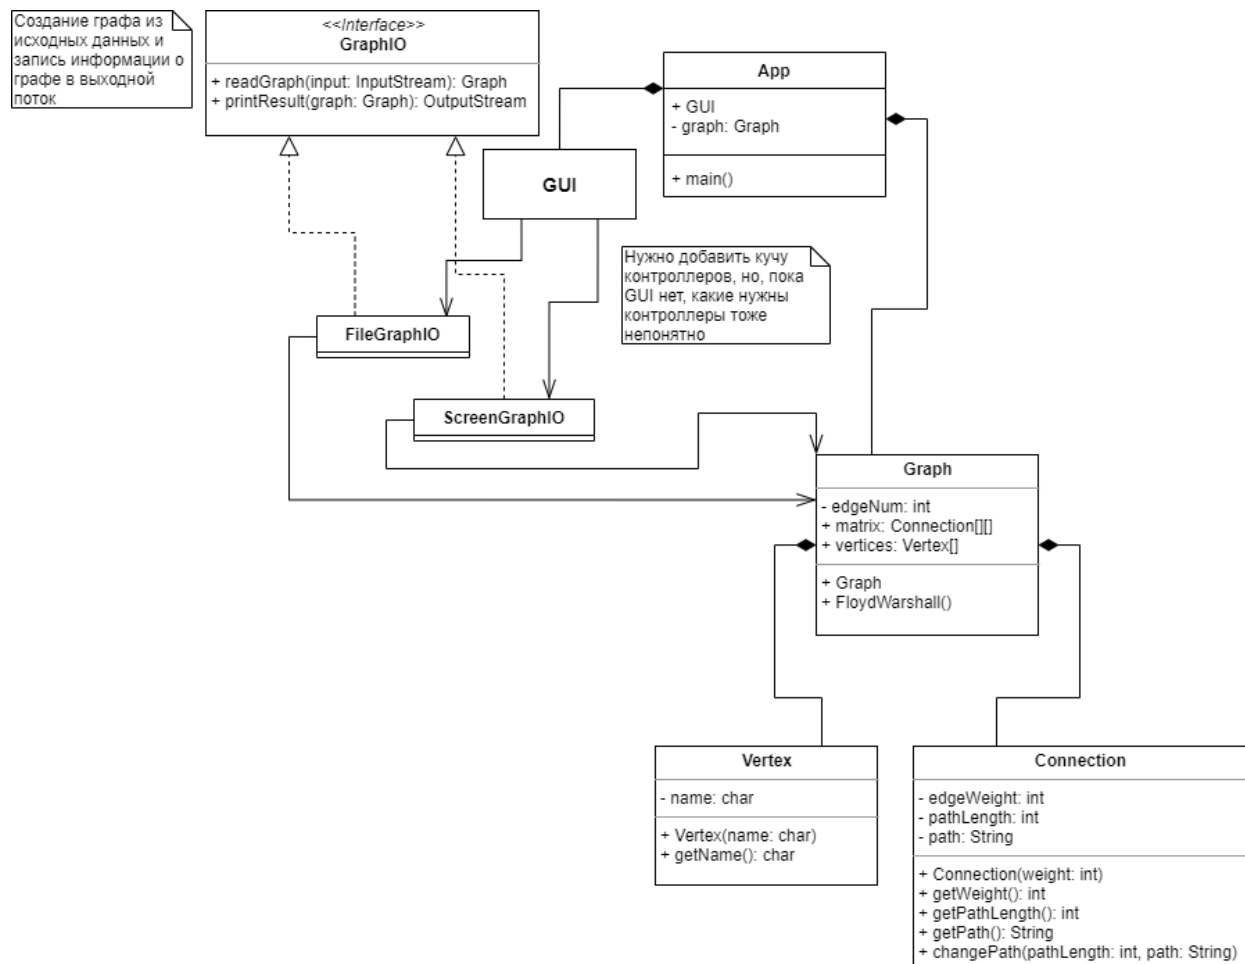 Создание графа из
исходных данных и
запись информации о
графе в выходной
поток
<<Interface>>
GraphIO
+ readGraph(input: InputStream): Graph
+ printResult(graph: Graph): OutputStream
App
+ GUI
- graph: Graph
+ main()
GUI
Нужно добавить кучу
контроллеров, но, пока
GUI нет, какие нужны
контроллеры тоже
непонятно
FileGraphIO
ScreenGraphIO
Graph
- edgeNum: int
+ matrix: Connection[][]
+ vertices: Vertex[]
+ Graph
+ FloydWarshall()
Vertex
- name: char
+ Vertex(name: char)
+ getName(): char
Connection
- edgeWeight: int
- pathLength: int
- path: String
+ Connection(weight: int)
+ getWeight(): int
+ getPathLength(): int
+ getPath(): String
+ changePath(pathLength: int, path: String)